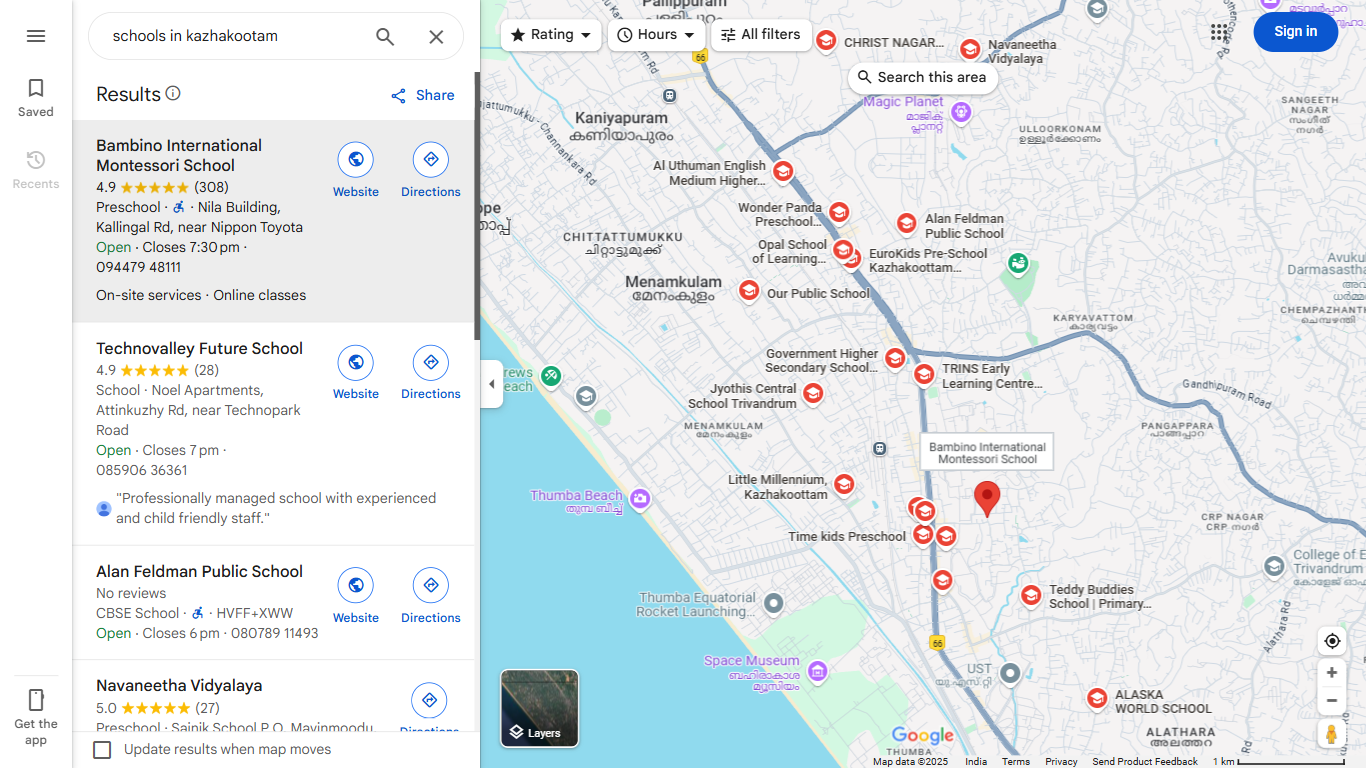 schools in kazhakootam
Saved
Recents
Get the
app
Results
Share
Bambino International
Montessori School
4.9 (308)
Preschool · · Nila Building,
Kallingal Rd, near Nippon Toyota
Open · Closes 7:30 pm ·
094479 48111
On-site services · Online classes
Website
Directions
Technovalley Future School
4.9 (28)
School · Noel Apartments,
Attinkuzhy Rd, near Technopark
Road
Open · Closes 7 pm ·
085906 36361
"Professionally managed school with experienced
and child friendly staff."
Website
Directions
Alan Feldman Public School
No reviews
CBSE School · · HVFF+XWW
Open · Closes 6 pm · 080789 11493
Website
Directions
Navaneetha Vidyalaya
5.0 (27)
Preschool · Sainik School P.O, Mavinmoodu
Directions
Update results when map moves
Rating
Hours
All filters
Sign in
Search this area
Pallippuram
പള്ളിപ്പുറം
66
CHRIST NAGAR...
Navaneetha
Vidyalaya
Magic Planet
മാജിക്
പ്ലാനറ്റ്
SANGEETH
NAGAR
സംഗീത്
നഗർ
ULLOORKONAM
ഉള്ളൂർക്കോണം
Kaniyapuram
കണിയാപുരം
Channankara Rd
Al Uthuman English
Medium Higher...
Wonder Panda
Preschool...
Alan Feldman
Public School
Opal School
of Learning...
EuroKids Pre-School
Kazhakoottam...
CHITTATTUMUKKU
ചിറ്റാട്ടുമുക്ക്
Menamkulam
മേനംകുളം
Our Public School
KARYAVATTOM
കാര്യവട്ടം
CHEMPAZHANTH
ചെമ്പഴന്തി
Government Higher
Secondary School...
TRINS Early
Learning Centre...
Jyothis Central
School Trivandrum
MENAMKULAM
മേനംകുളം
Gandhipuram Road
PANGAPPARA
പാങ്ങപ്പാറ
Bambino International
Montessori School
Little Millennium,
Kazhakoottam
Thumba Beach
തുമ്പ ബീച്ച്
Time kids Preschool
CRP NAGAR
CRP നഗർ
College of E
Trivandrum
കോളേജ് ഓഫ്
Thumba Equatorial
Rocket Launching...
Teddy Buddies
School | Primary...
Alathara Rd
66
Space Museum
ബഹിരാകാശ
മ്യൂസിയം
UST
യു.എസ്.റ്റി
ALASKA
WORLD SCHOOL
ALATHARA
അലത്തറ
Layers
Google
THUMBA
Map data ©2025
India
Terms
Privacy
Send Product Feedback
1 km